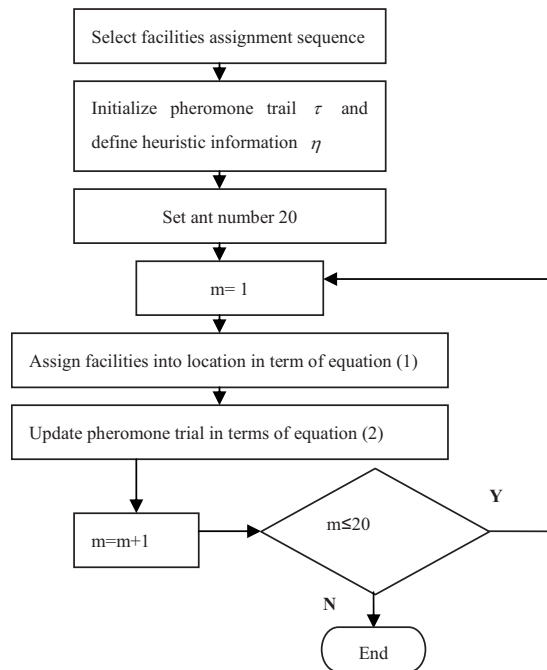 Select facilities assignment sequence
Initialize pheromone trail τ and
define heuristic information η
Set ant number 20
m= 1
Assign facilities into location in term of equation (1)
Update pheromone trial in terms of equation (2)
Y
m≤20
m=m+1
N
End